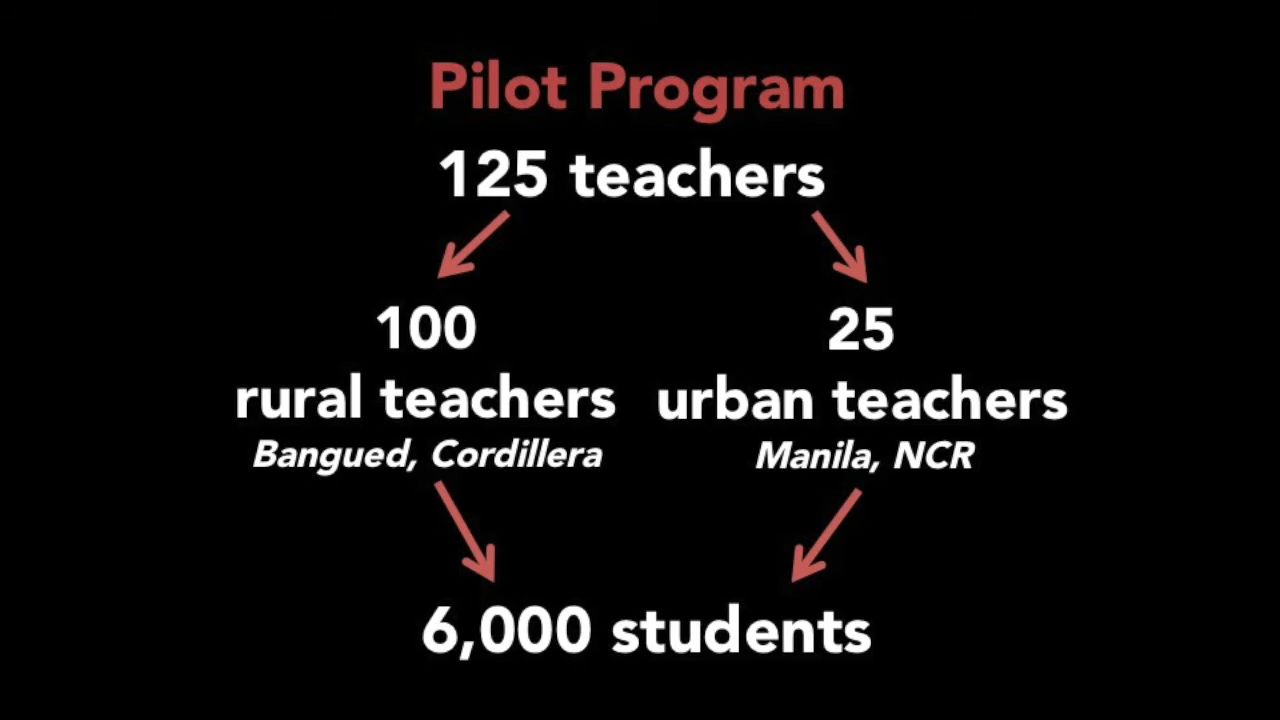 Pilot Program
125 teachers
100
rural teachers
Bangued, Cordillera
25
urban teachers
Manila, NCR
6,000 students